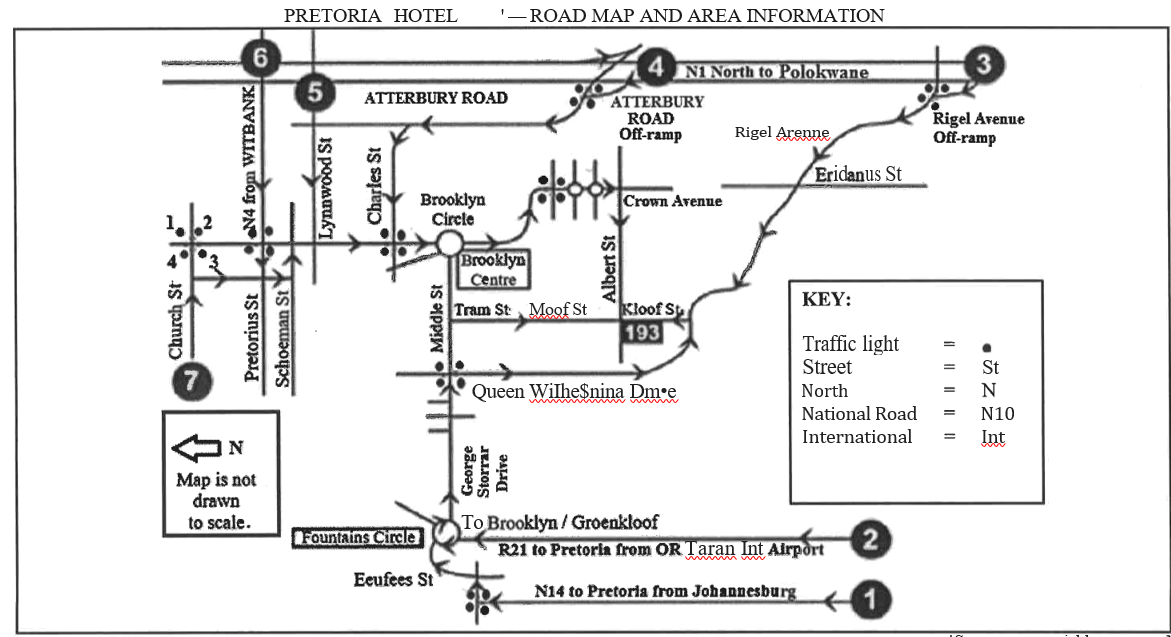 PRETORIA HOTEL '— ROAD MAP AND AREA INFORMATION
6
4
3
N1 North to Polokwane
5
ATTERBURY ROAD
ATTERBURY
ROAD
Off-ramp
Rigel Avenue
Off-ramp
Rigel Arenne
N4 from WITBANK
Lynnwood St
Charles St
Eridanus St
Brooklyn
Circle
Crown Avenue
1 2
4 3
Brooklyn
Centre
Albert St
Church St
Pretorius St
Schoeman St
Middle St
Tram St Moof St
Kloof St
193
7
Queen WiIhe$nina Dm•e
KEY:
Traffic light =
Street = St
North = N
National Road = N10
International = Int
N
Map is not
drawn
to scale.
George
Storrar
Drive
To Brooklyn / Groenkloof
Fountains Circle
2
R21 to Pretoria from OR Taran Int Airport
Eeufees St
N14 to Pretoria from Johannesburg
1